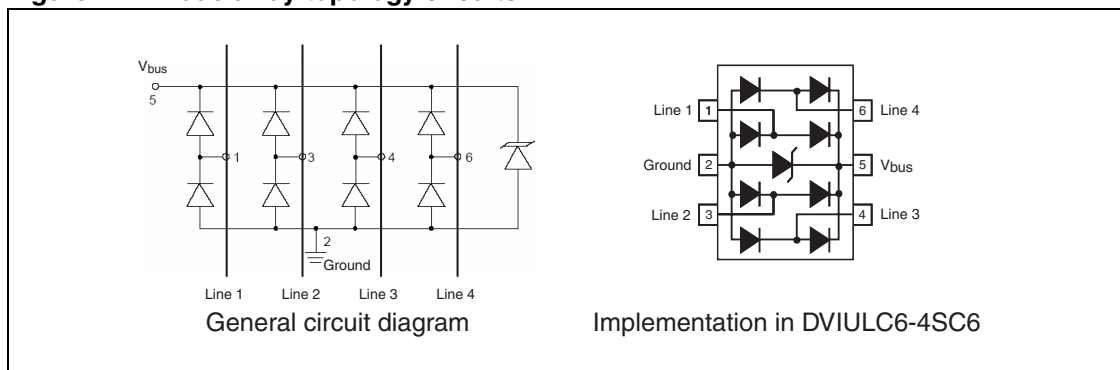 Vbus
5
1
3
4
6
2
Ground
Line 1 Line 2 Line 3 Line 4
General circuit diagram
Line 1 1 6 Line 4
Ground 2 5 Vbus
Line 2 3 4 Line 3
Implementation in DVIULC6-4SC6